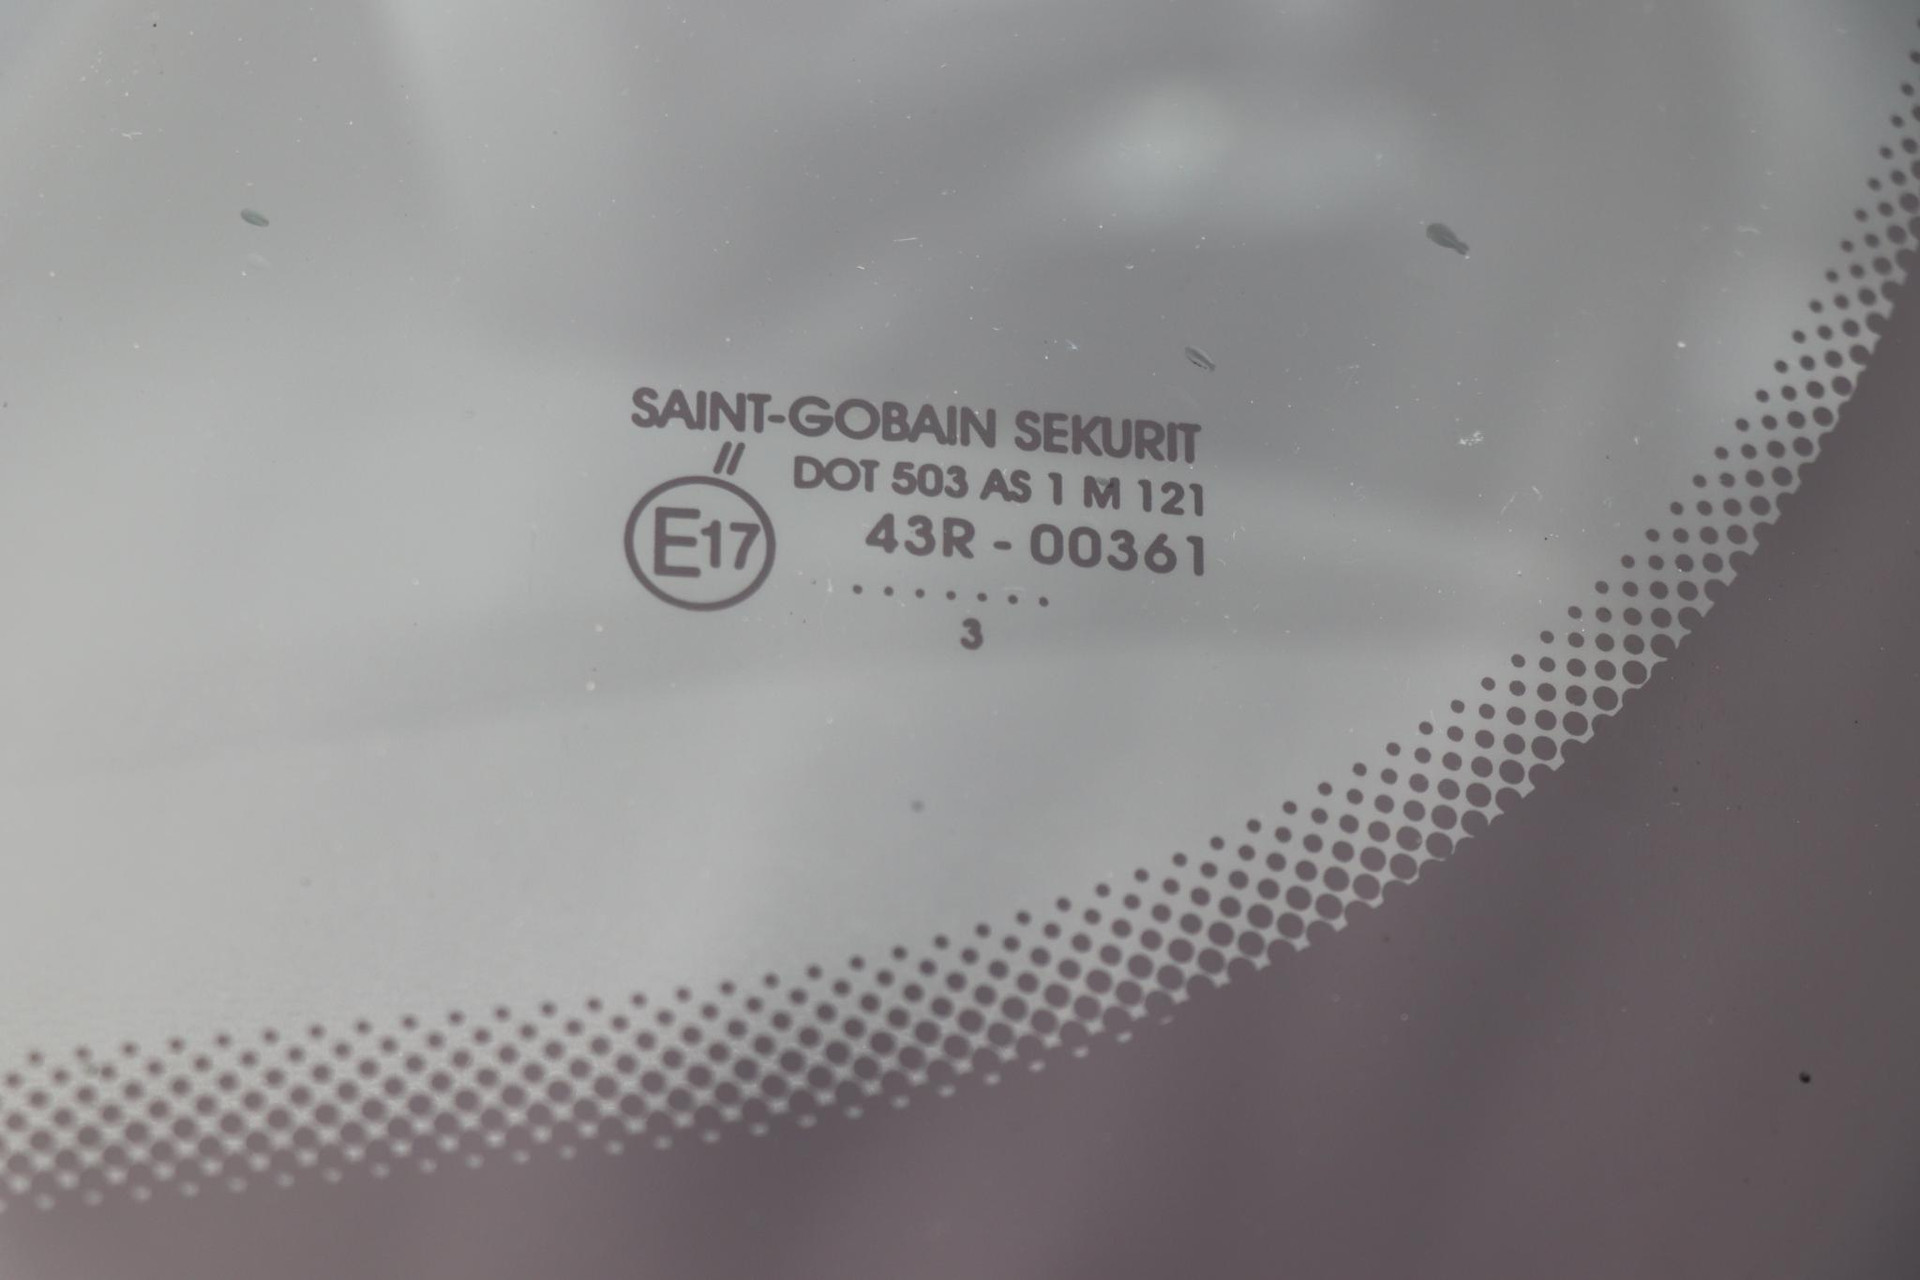 SAINT-GOBAIN SEKURIT
//
DOT 503 AS 1 M 121
E17
43R - 00361
. . . . . . .
3